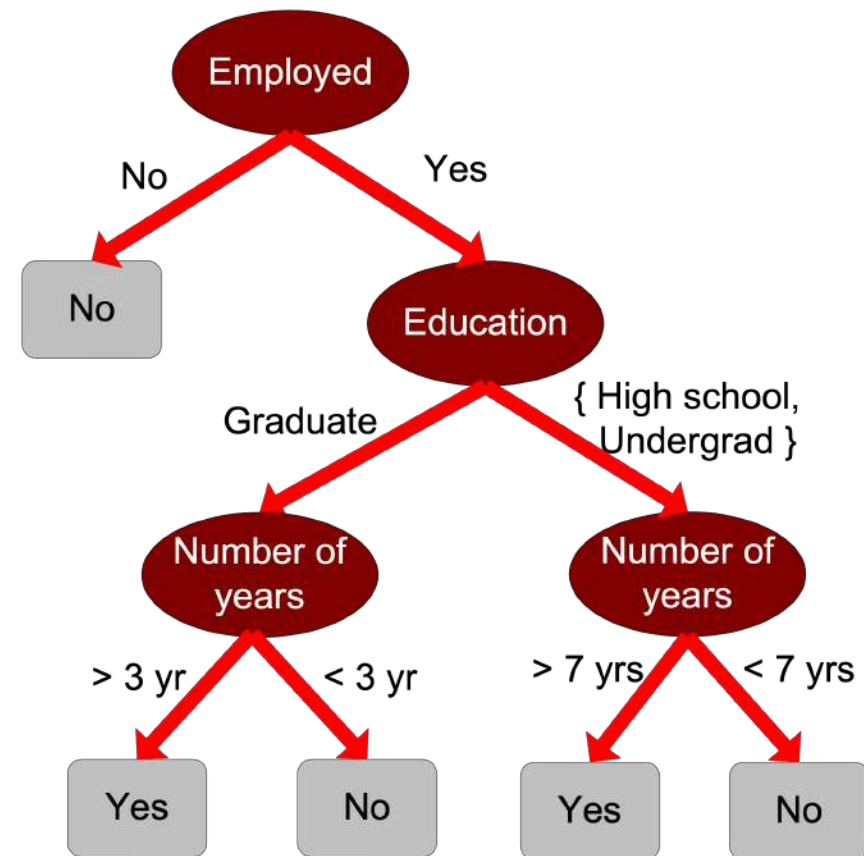 Employed
No
Yes
No
Education
Graduate
{ High school,
Undergrad }
Number of
years
Number of
years
> 3 yr
< 3 yr
> 7 yrs
< 7 yrs
Yes
No
Yes
No